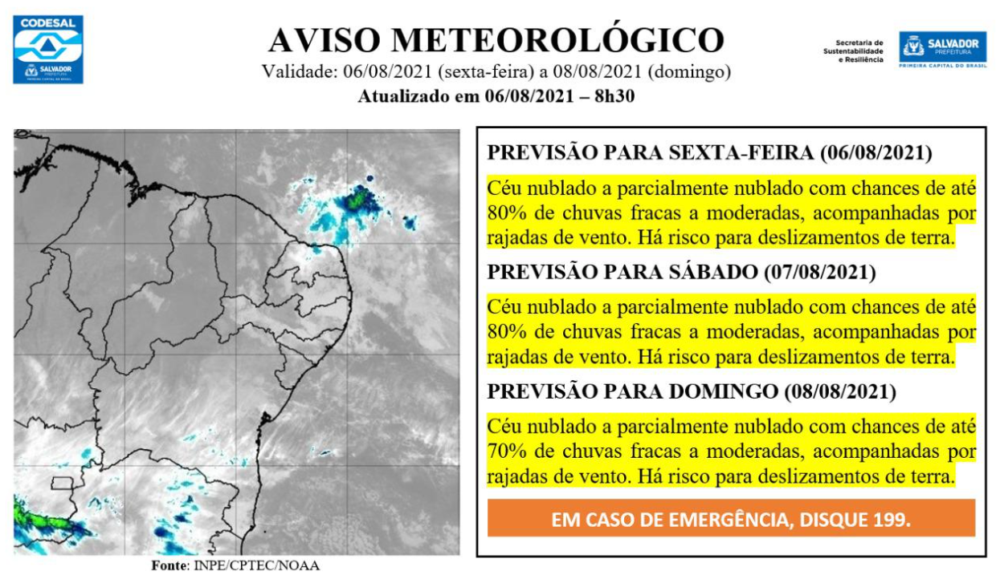 CODESAL
SALVADOR
PREFEITURA
PRIMEIRA CAPITAL DO BRASIL
AVISO METEOROLÓGICO
Validade: 06/08/2021 (sexta-feira) a 08/08/2021 (domingo)
Atualizado em 06/08/2021 – 8h30
Secretaria de
Sustentabilidade
e Resiliência
SALVADOR
PREFEITURA
PRIMEIRA CAPITAL DO BRASIL
PREVISÃO PARA SEXTA-FEIRA (06/08/2021)
Céu nublado a parcialmente nublado com chances de até
80% de chuvas fracas a moderadas, acompanhadas por
rajadas de vento. Há risco para deslizamentos de terra.
PREVISÃO PARA SÁBADO (07/08/2021)
Céu nublado a parcialmente nublado com chances de até
80% de chuvas fracas a moderadas, acompanhadas por
rajadas de vento. Há risco para deslizamentos de terra.
PREVISÃO PARA DOMINGO (08/08/2021)
Céu nublado a parcialmente nublado com chances de até
70% de chuvas fracas a moderadas, acompanhadas por
rajadas de vento. Há risco para deslizamentos de terra.
EM CASO DE EMERGÊNCIA, DISQUE 199.
Fonte: INPE/CPTEC/NOAA